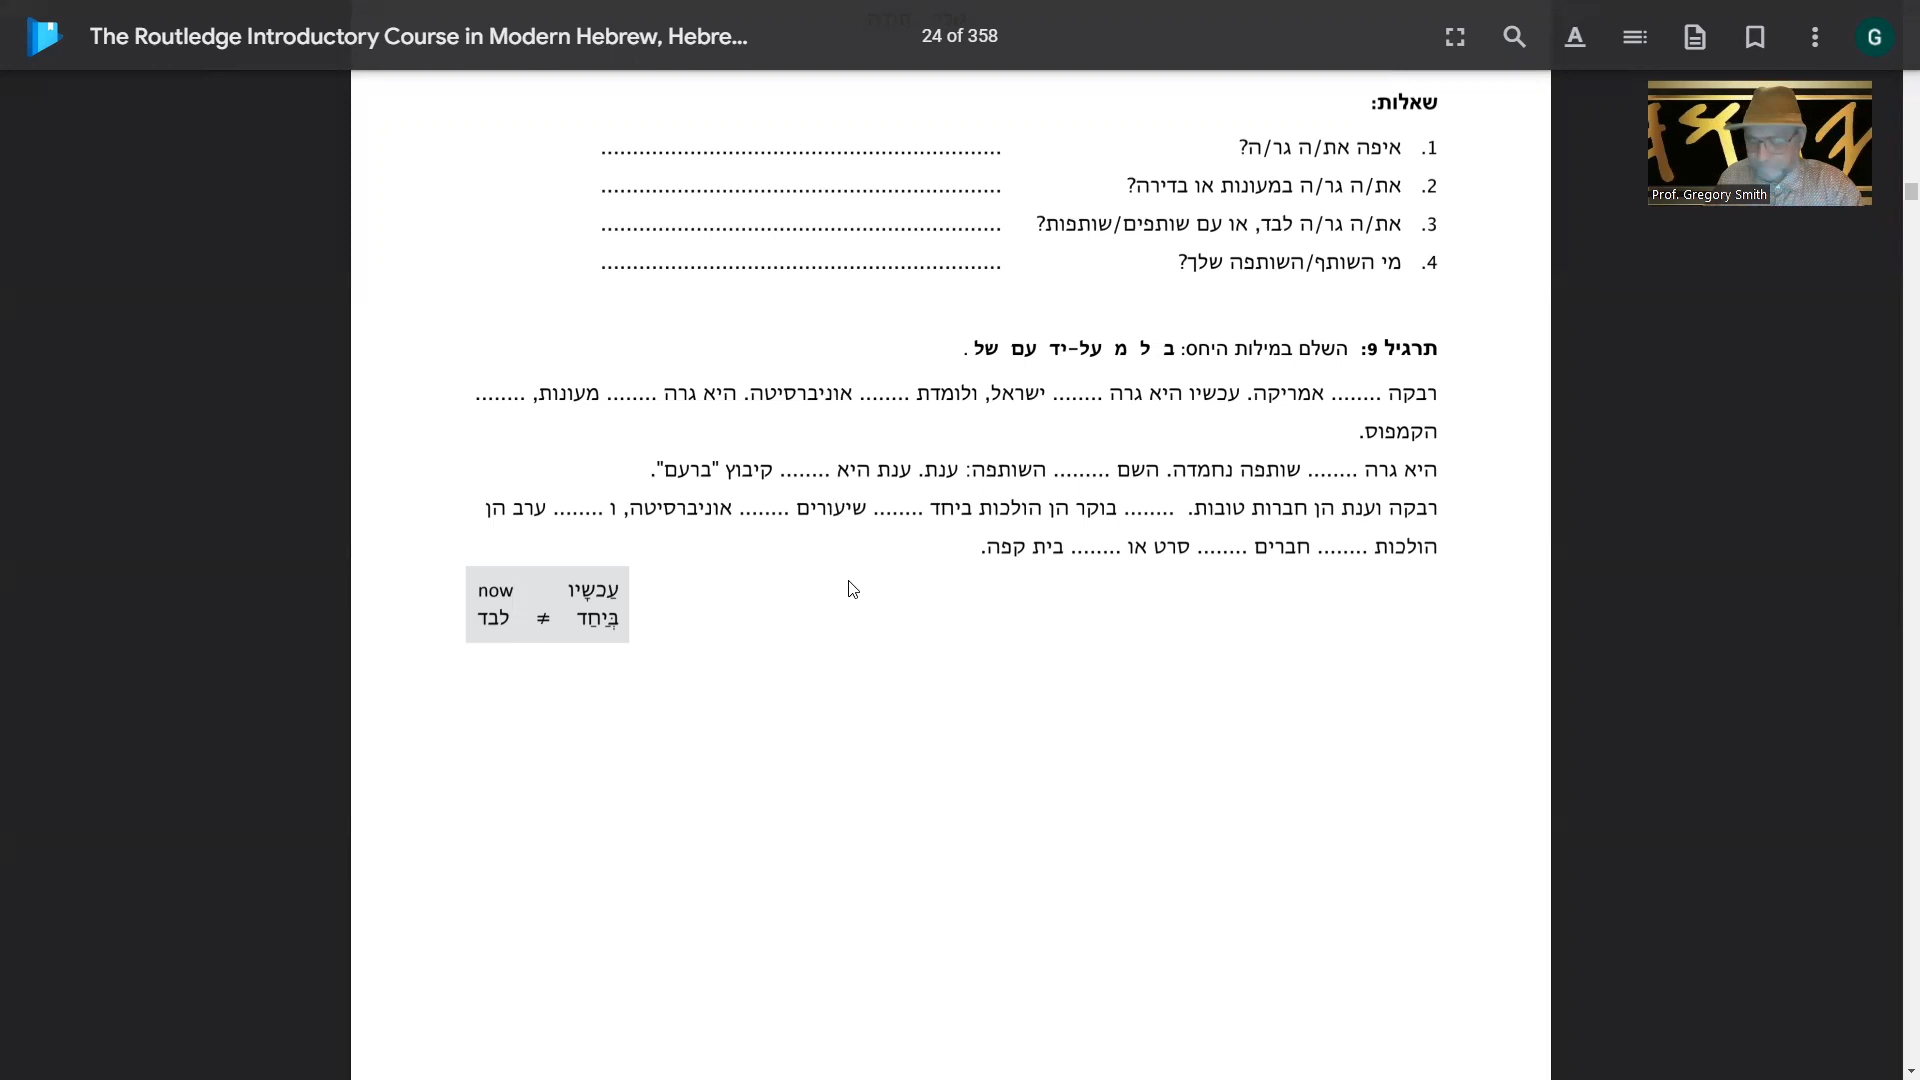 The Routledge Introductory Course in Modern Hebrew, Hebre...
24 of 358
G
Prof. Gregory Smith
שאלות:
1. איפה את/ה גר/ה? ...............................................................
2. את/ה גר/ה במעונות או בדירה? ...............................................................
3. את/ה גר/ה לבד, או עם שותפים/שותפות? ...............................................................
4. מי השותף/השותפה שלך? ...............................................................
תרגיל 9: השלם במילות היחס: ב ל מ על-יד עם של .
רבקה ........ אמריקה. עכשיו היא גרה ........ ישראל, ולומדת ........ אוניברסיטה. היא גרה ........ מעונות, ........
הקמפוס.
היא גרה ........ שותפה נחמדה. השם ......... השותפה: ענת. ענת היא ........ קיבוץ "ברעם".
רבקה וענת הן חברות טובות. ........ בוקר הן הולכות ביחד ........ שיעורים ........ אוניברסיטה, ו ........ ערב הן
הולכות ........ חברים ........ סרט או ........ בית קפה.
עַכשָיו now
בְּיַחַד ≠ לבד